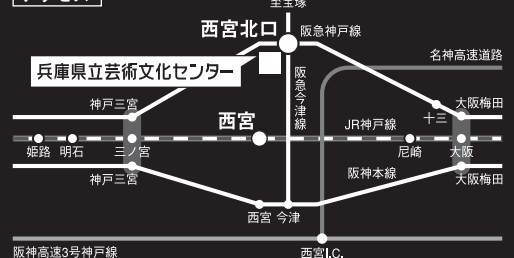 至宝塚
西宮北口
阪急神戸線
名神高速道路
兵庫県立芸術文化センター
阪急今津線
神戸三宮
十三
大阪梅田
西宮
JR神戸線
姫路
明石
三ノ宮
尼崎
大阪
神戸三宮
阪神本線
大阪梅田
西宮
今津
阪神高速3号神戸線
西宮I.C.